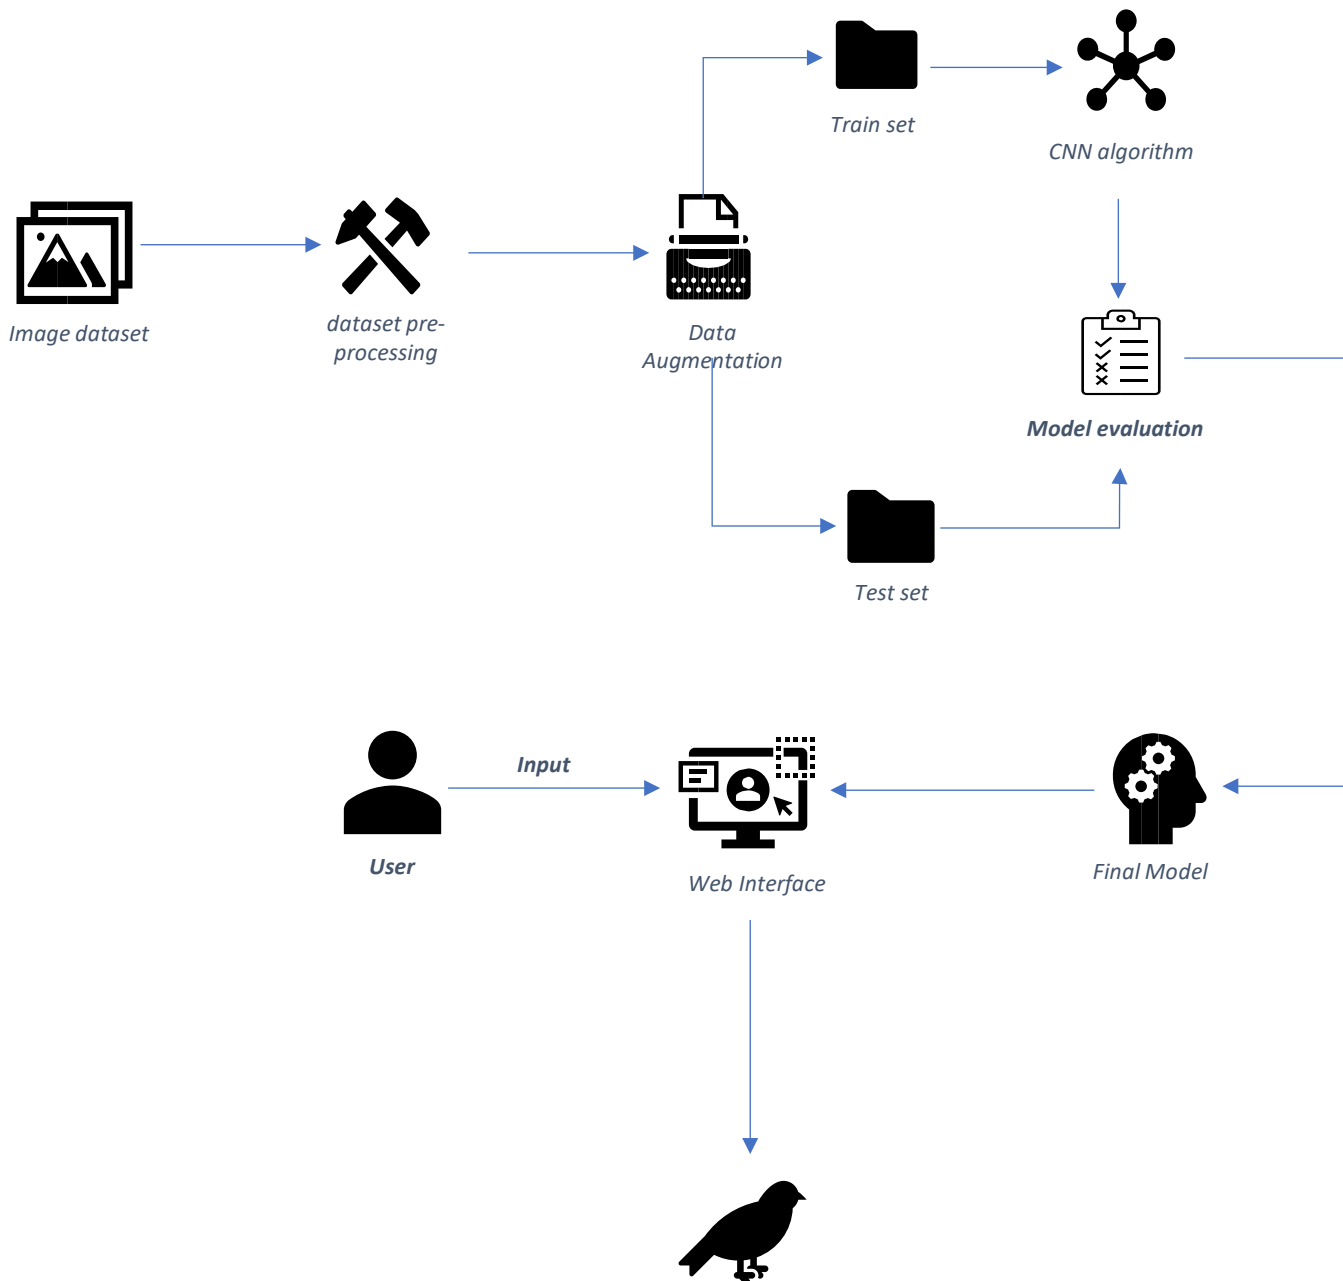 Train set
CNN algorithm
Image dataset
dataset pre-
processing
Data
Augmentation
Model evaluation
Test set
Input
User
Web Interface
Final Model